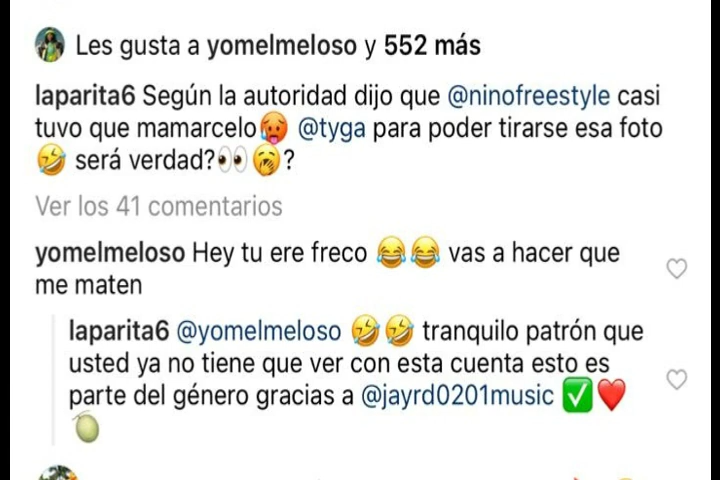 Les gusta a yomelmeloso y 552 más
laparita6 Según la autoridad dijo que @ninofreestyle casi
tuvo que mamarcelo🥵 @tyga para poder tirarse esa foto
🤣 será verdad?👀 🥱?
Ver los 41 comentarios
yomelmeloso Hey tu ere freco 😂😂 vas a hacer que
me maten
laparita6 @yomelmeloso 🤣🤣 tranquilo patrón que
usted ya no tiene que ver con esta cuenta esto es
parte del género gracias a @jayrd0201music ✅❤️
🍈